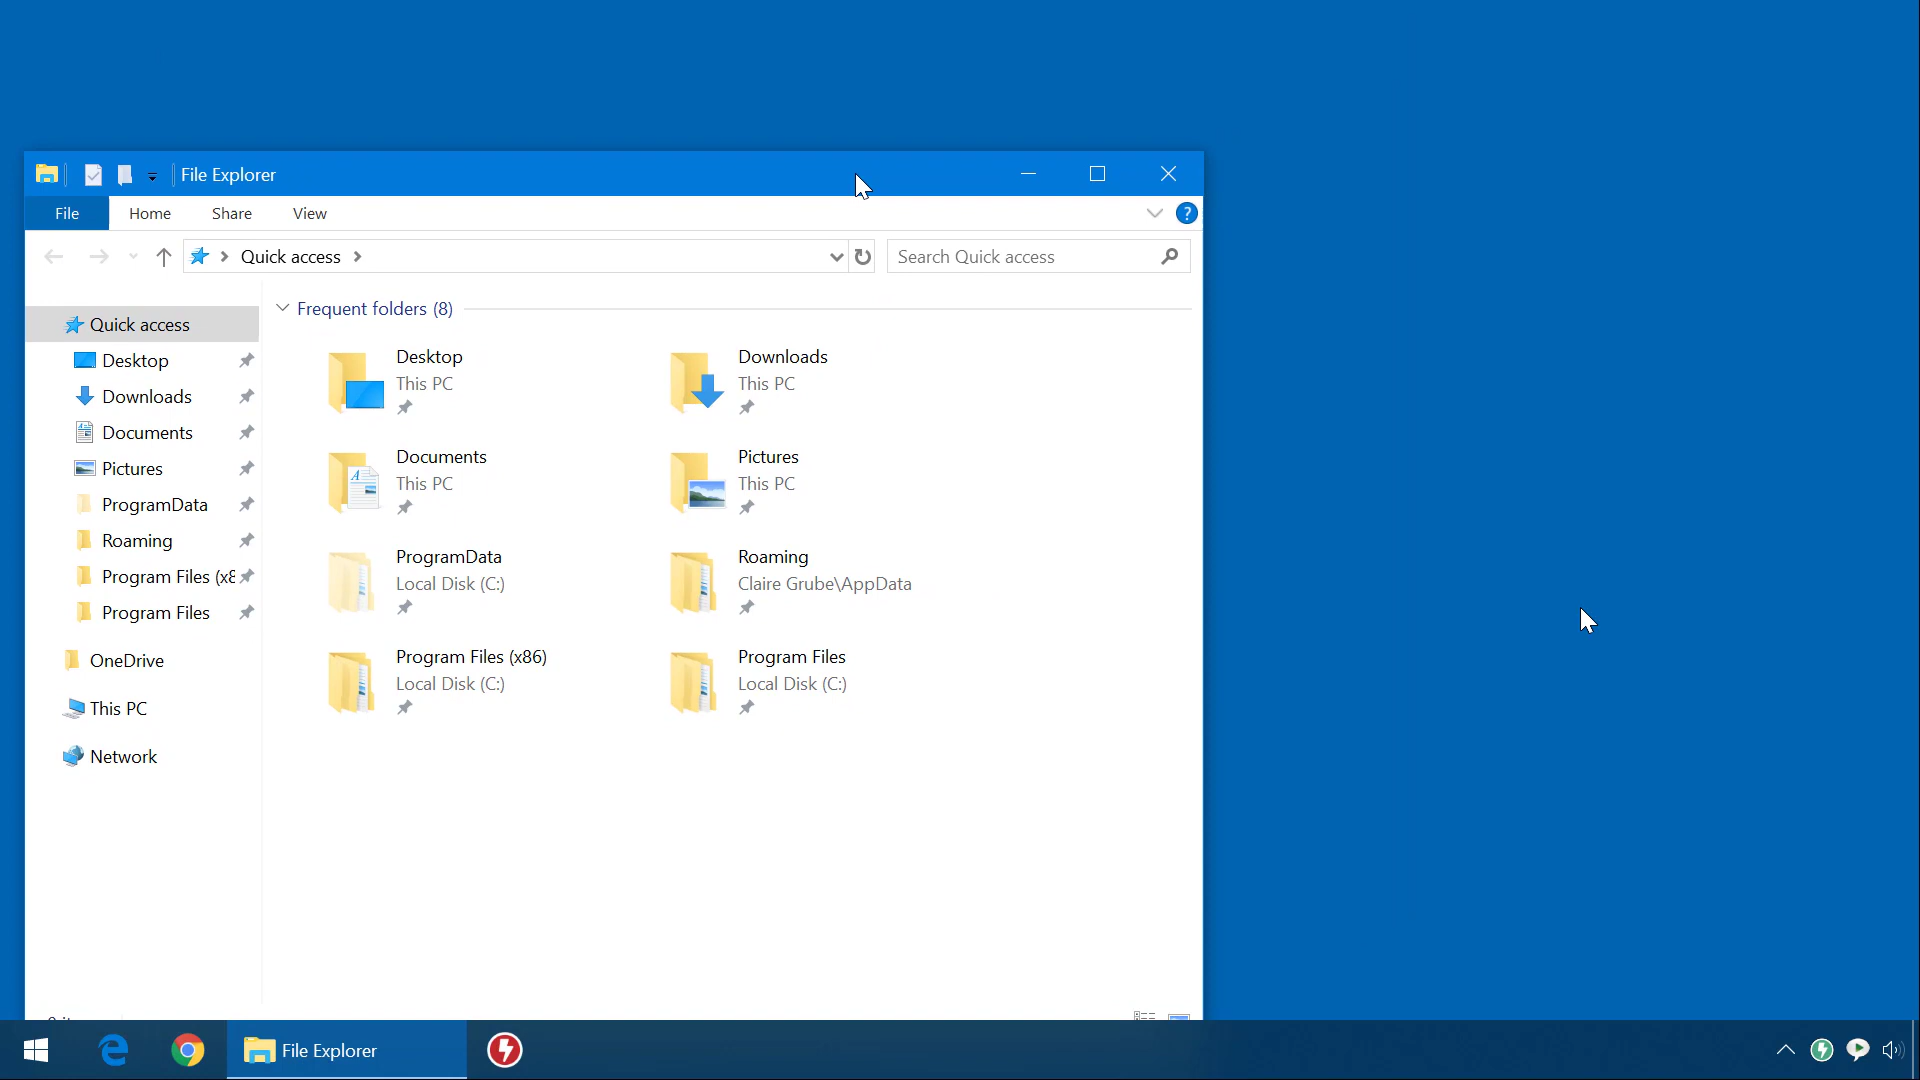 File Explorer
File Home Share View
Quick access
Search Quick access
Quick access
Desktop
Downloads
Documents
Pictures
ProgramData
Roaming
Program Files (x8
Program Files
OneDrive
This PC
Network
Frequent folders (8)
Desktop
This PC
Downloads
This PC
Documents
This PC
Pictures
This PC
ProgramData
Local Disk (C:)
Roaming
Claire Grube\AppData
Program Files (x86)
Local Disk (C:)
Program Files
Local Disk (C:)
File Explorer